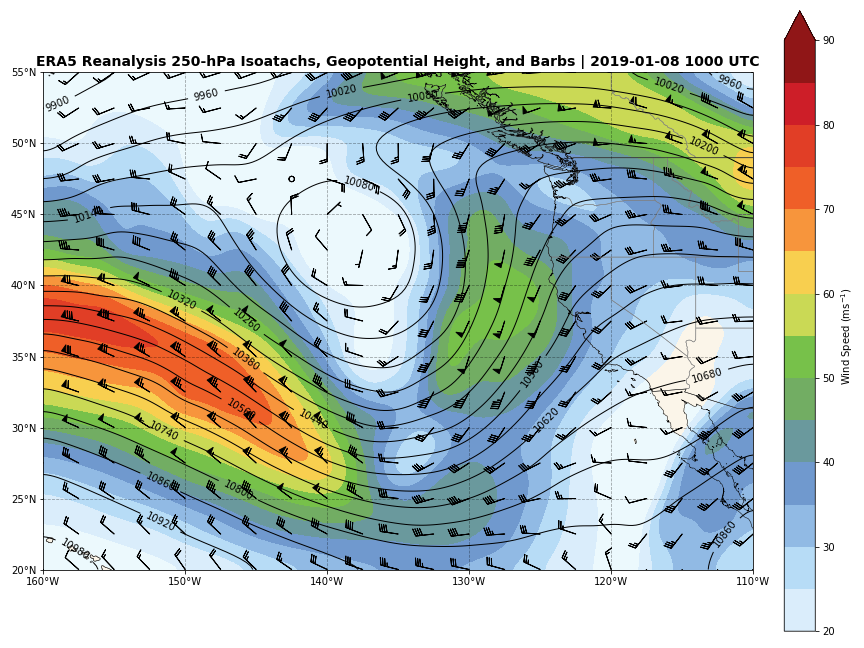 ERA5 Reanalysis 250-hPa Isoatachs, Geopotential Height, and Barbs | 2019-01-08 1000 UTC
90
55°N
9900
9960
10020
10080
10020
9960
80
50°N
10200
10080
70
45°N
40°N
10320
10260
60
Wind Speed (ms⁻¹)
35°N
10380
10680
50
10560
10440
10620
30°N
10740
40
10860
10800
25°N
10920
10860
30
10980
20°N
160°W
150°W
140°W
130°W
120°W
110°W
20